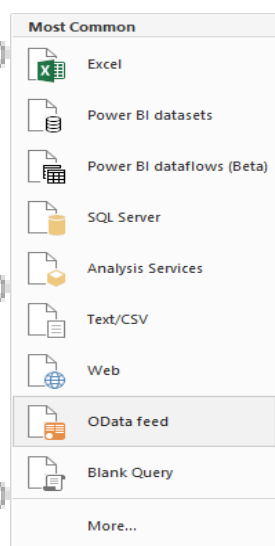 Most Common
Excel
Power BI datasets
Power BI dataflows (Beta)
SQL Server
Analysis Services
Text/CSV
Web
OData feed
Blank Query
More...